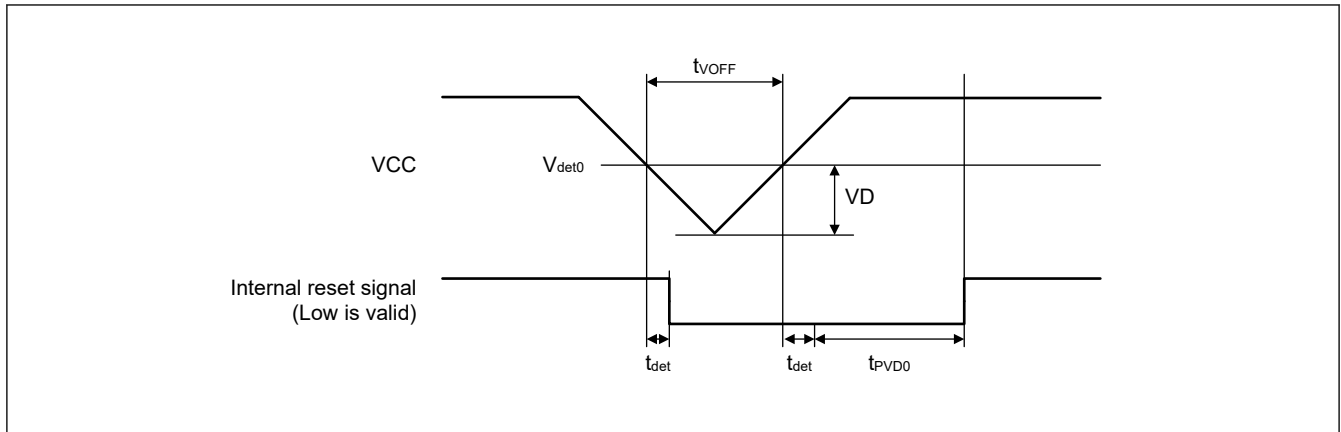 tVOFF
VCC
Vdet0
VD
Internal reset signal
(Low is valid)
tdet
tdet
tPVD0